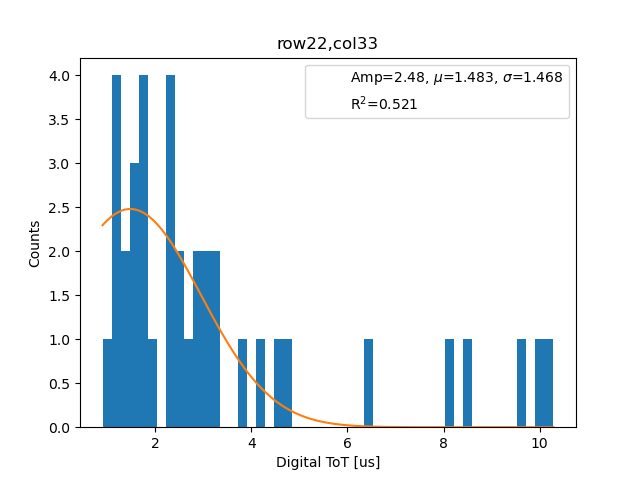 row22,col33
Amp=2.48, μ=1.483, σ=1.468
R²=0.521
4.0
3.5
3.0
2.5
2.0
1.5
1.0
0.5
0.0
Counts
2 4 6 8 10
Digital ToT [us]